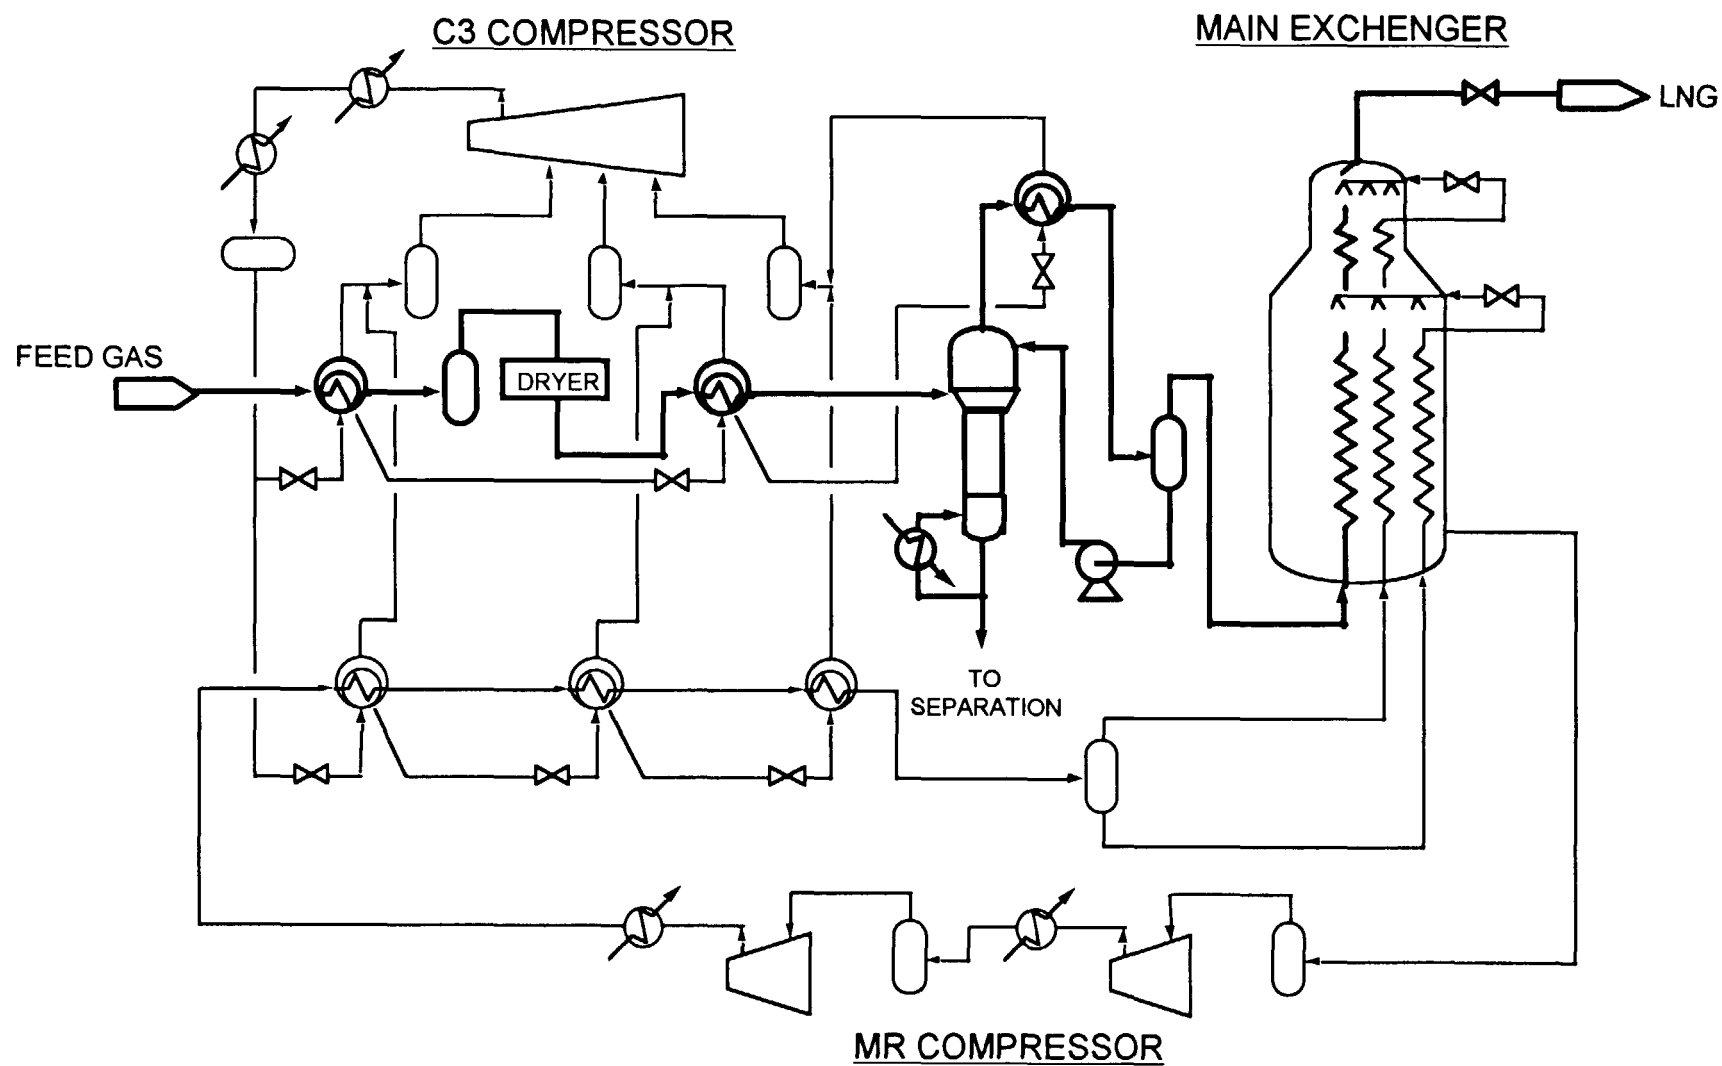 C3 COMPRESSOR
MAIN EXCHENGER
LNG
FEED GAS
DRYER
TO
SEPARATION
MR COMPRESSOR